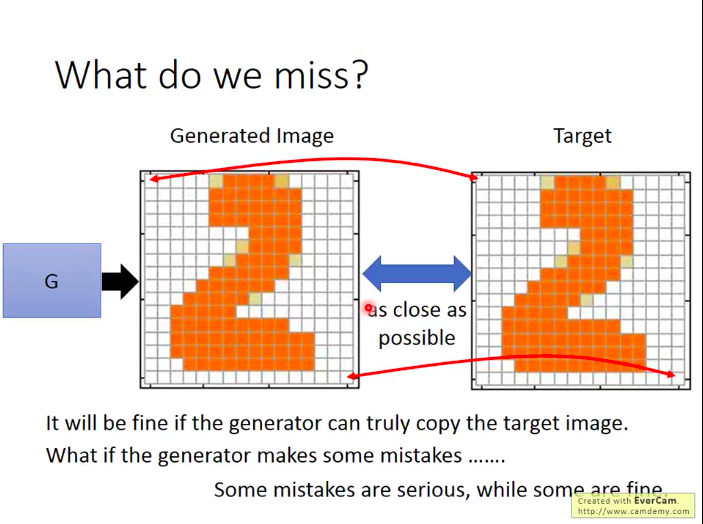 What do we miss?
Generated Image
Target
G
as close as
possible
It will be fine if the generator can truly copy the target image.
What if the generator makes some mistakes …….
Some mistakes are serious, while some are fine.
Created with EverCam.
http://www.camdemy.com